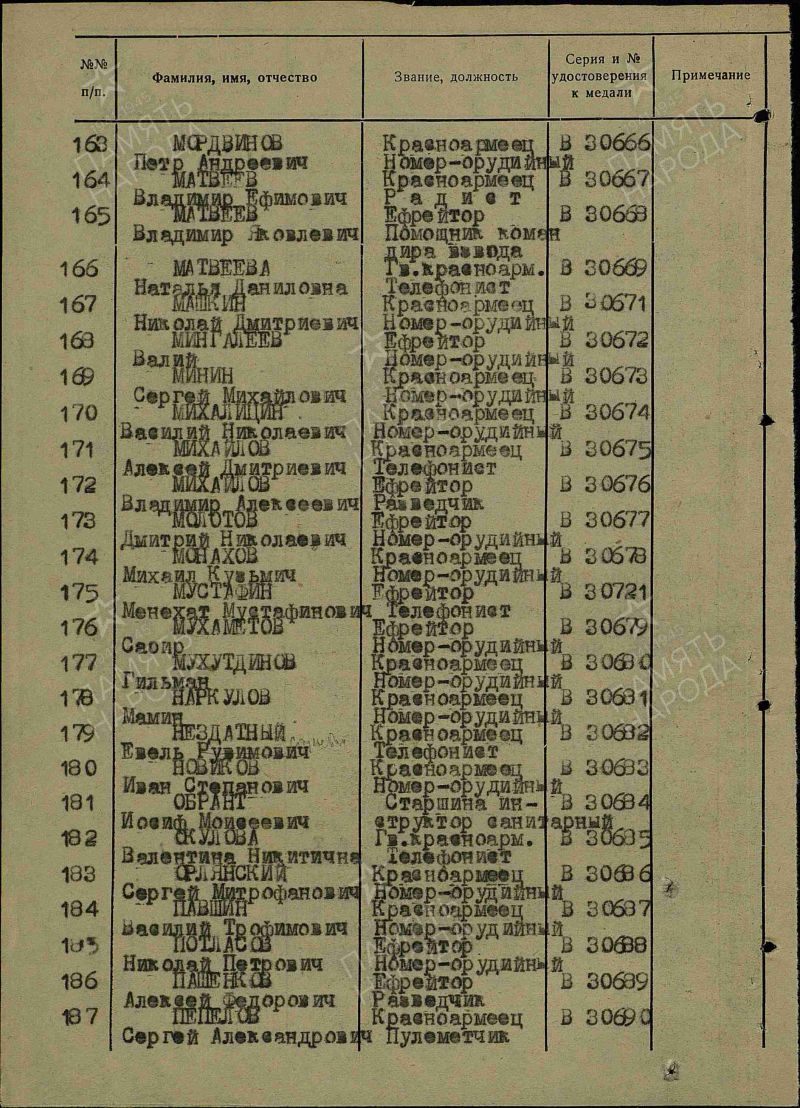 №№ п/п. Фамилия, имя, отчество Звание, должность Серия и № удостоверения к медали Примечание
163 МОРДВИНОВ Красноармеец В 30666
Петр Андреевич Номер-орудийный
164 МАТВЕЕВ Красноармеец В 30667
Владимир Ефимович Радист
165 МАТВЕЕВ Ефрейтор В 30668
Владимир Яковлевич Помощник коман
дира взвода
166 МАТВЕЕВА Гв.красноарм. В 30669
Наталья Даниловна Телефонист
167 МАШКИН Красноармеец В 30671
Николай Дмитриевич Номер-орудийный
168 МИНГАЛЕЕВ Ефрейтор В 30672
Валий Номер-орудийный
169 МИНИН Красноармеец В 30673
Сергей Михайлович Номер-орудийный
170 МИХАЛИЦИН Красноармеец В 30674
Василий Николаевич Номер-орудийный
171 МИХАЙЛОВ Красноармеец В 30675
Алексей Дмитриевич Телефонист
172 МИХАЙЛОВ Ефрейтор В 30676
Владимир Алексеевич Разведчик
173 МОЛОТОВ Ефрейтор В 30677
Дмитрий Николаевич Номер-орудийный
174 МОНАХОВ Красноармеец В 30678
Михаил Кузьмич Номер-орудийный
175 МУСТАФИН Ефрейтор В 30721
Менехат Мустафинович Телефонист
176 МУХАМЕТОВ Ефрейтор В 30679
Сабир Номер-орудийный
177 МУХУТДИНОВ Красноармеец В 30680
Гильман Номер-орудийный
178 НАРКУЛОВ Красноармеец В 30681
Мамин Номер-орудийный
179 НЕЗДАТНЫЙ Красноармеец В 30682
Евель Рувимович Телефонист
180 НОВИКОВ Красноармеец В 30683
Иван Степанович Номер-орудийный
181 ОБРАНТ Старшина ин- В 30684
Иосиф Моисеевич структор санитарный
182 ОКУЛОВА Гв.красноарм. В 30685
Валентина Никитична Телефонист
183 ОРЛЯНСКИЙ Красноармеец В 30686
Сергей Митрофанович Номер-орудийный
184 ПАВШИН Красноармеец В 30687
Василий Трофимович Номер-орудийный
185 ПОТЛАСОВ Ефрейтор В 30688
Николай Петрович Номер-орудийный
186 ПАЩЕНКОВ Ефрейтор В 30689
Алексей Федорович Разведчик
187 ПЕПЕЛОВ Красноармеец В 30690
Сергей Александрович Пулеметчик